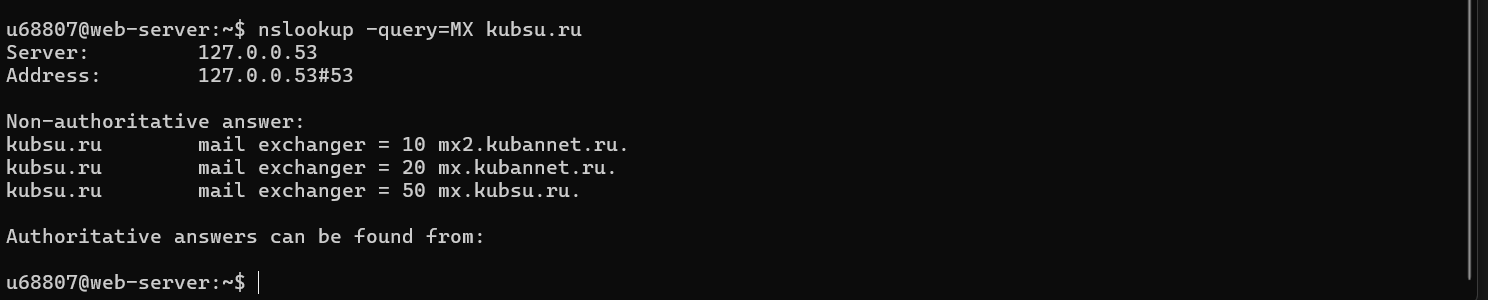 u68807@web-server:~$ nslookup -query=MX kubsu.ru
Server:         127.0.0.53
Address:        127.0.0.53#53
Non-authoritative answer:
kubsu.ru        mail exchanger = 10 mx2.kubannet.ru.
kubsu.ru        mail exchanger = 20 mx.kubannet.ru.
kubsu.ru        mail exchanger = 50 mx.kubsu.ru.
Authoritative answers can be found from:
u68807@web-server:~$